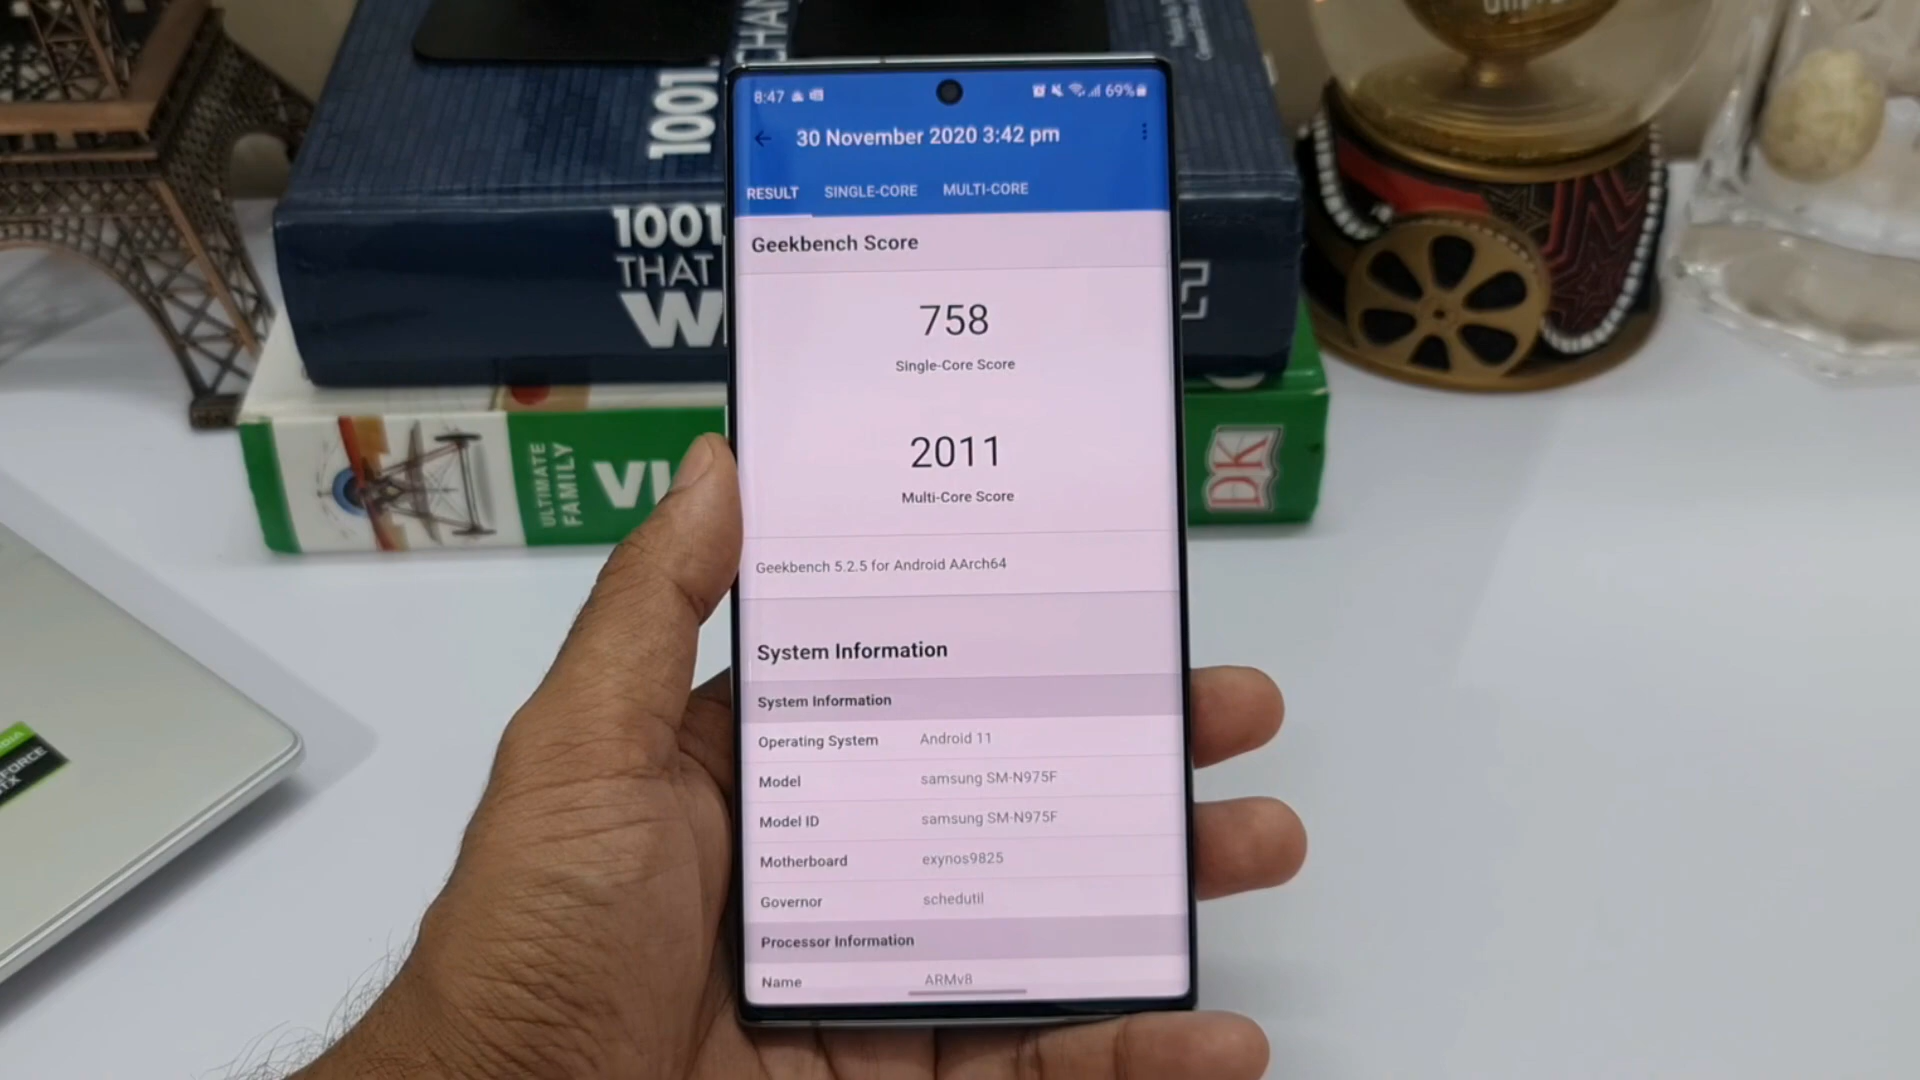 8:47
69%
30 November 2020 3:42 pm
RESULT
SINGLE-CORE
MULTI-CORE
Geekbench Score
758
Single-Core Score
2011
Multi-Core Score
Geekbench 5.2.5 for Android AArch64
System Information
System Information
Operating System Android 11
Model samsung SM-N975F
Model ID samsung SM-N975F
Motherboard exynos9825
Governor schedutil
Processor Information
Name ARMv8
1001
1001
THAT
ULTIMATE
FAMILY
DK